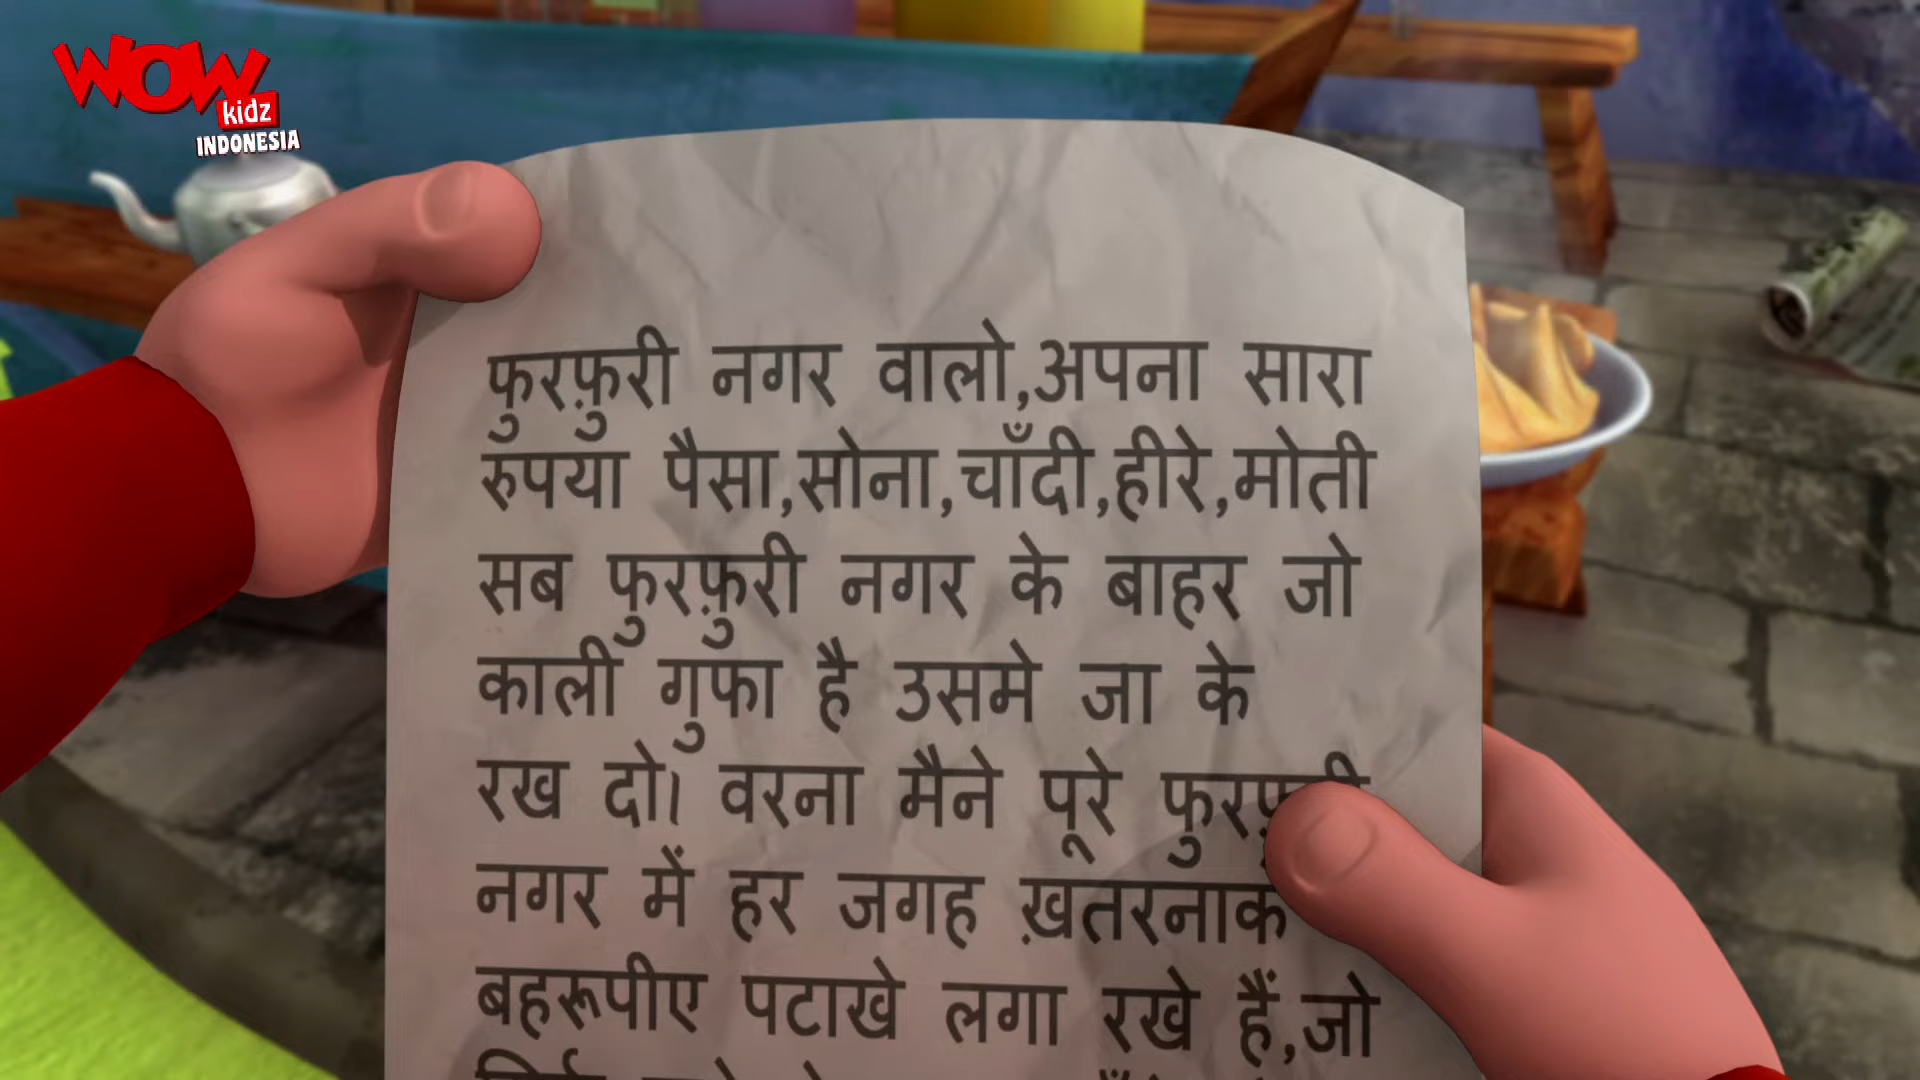 WOW
kidz
INDONESIA
फुरफ़ुरी नगर वालो,अपना सारा
रुपया पैसा,सोना,चाँदी,हीरे,मोती
सब फुरफ़ुरी नगर के बाहर जो
काली गुफा है उसमे जा के
रख दो। वरना मैने पूरे
नगर में हर जगह ख़तरनाक
बहरूपीए पटाखे लगा रखे हैं,जो